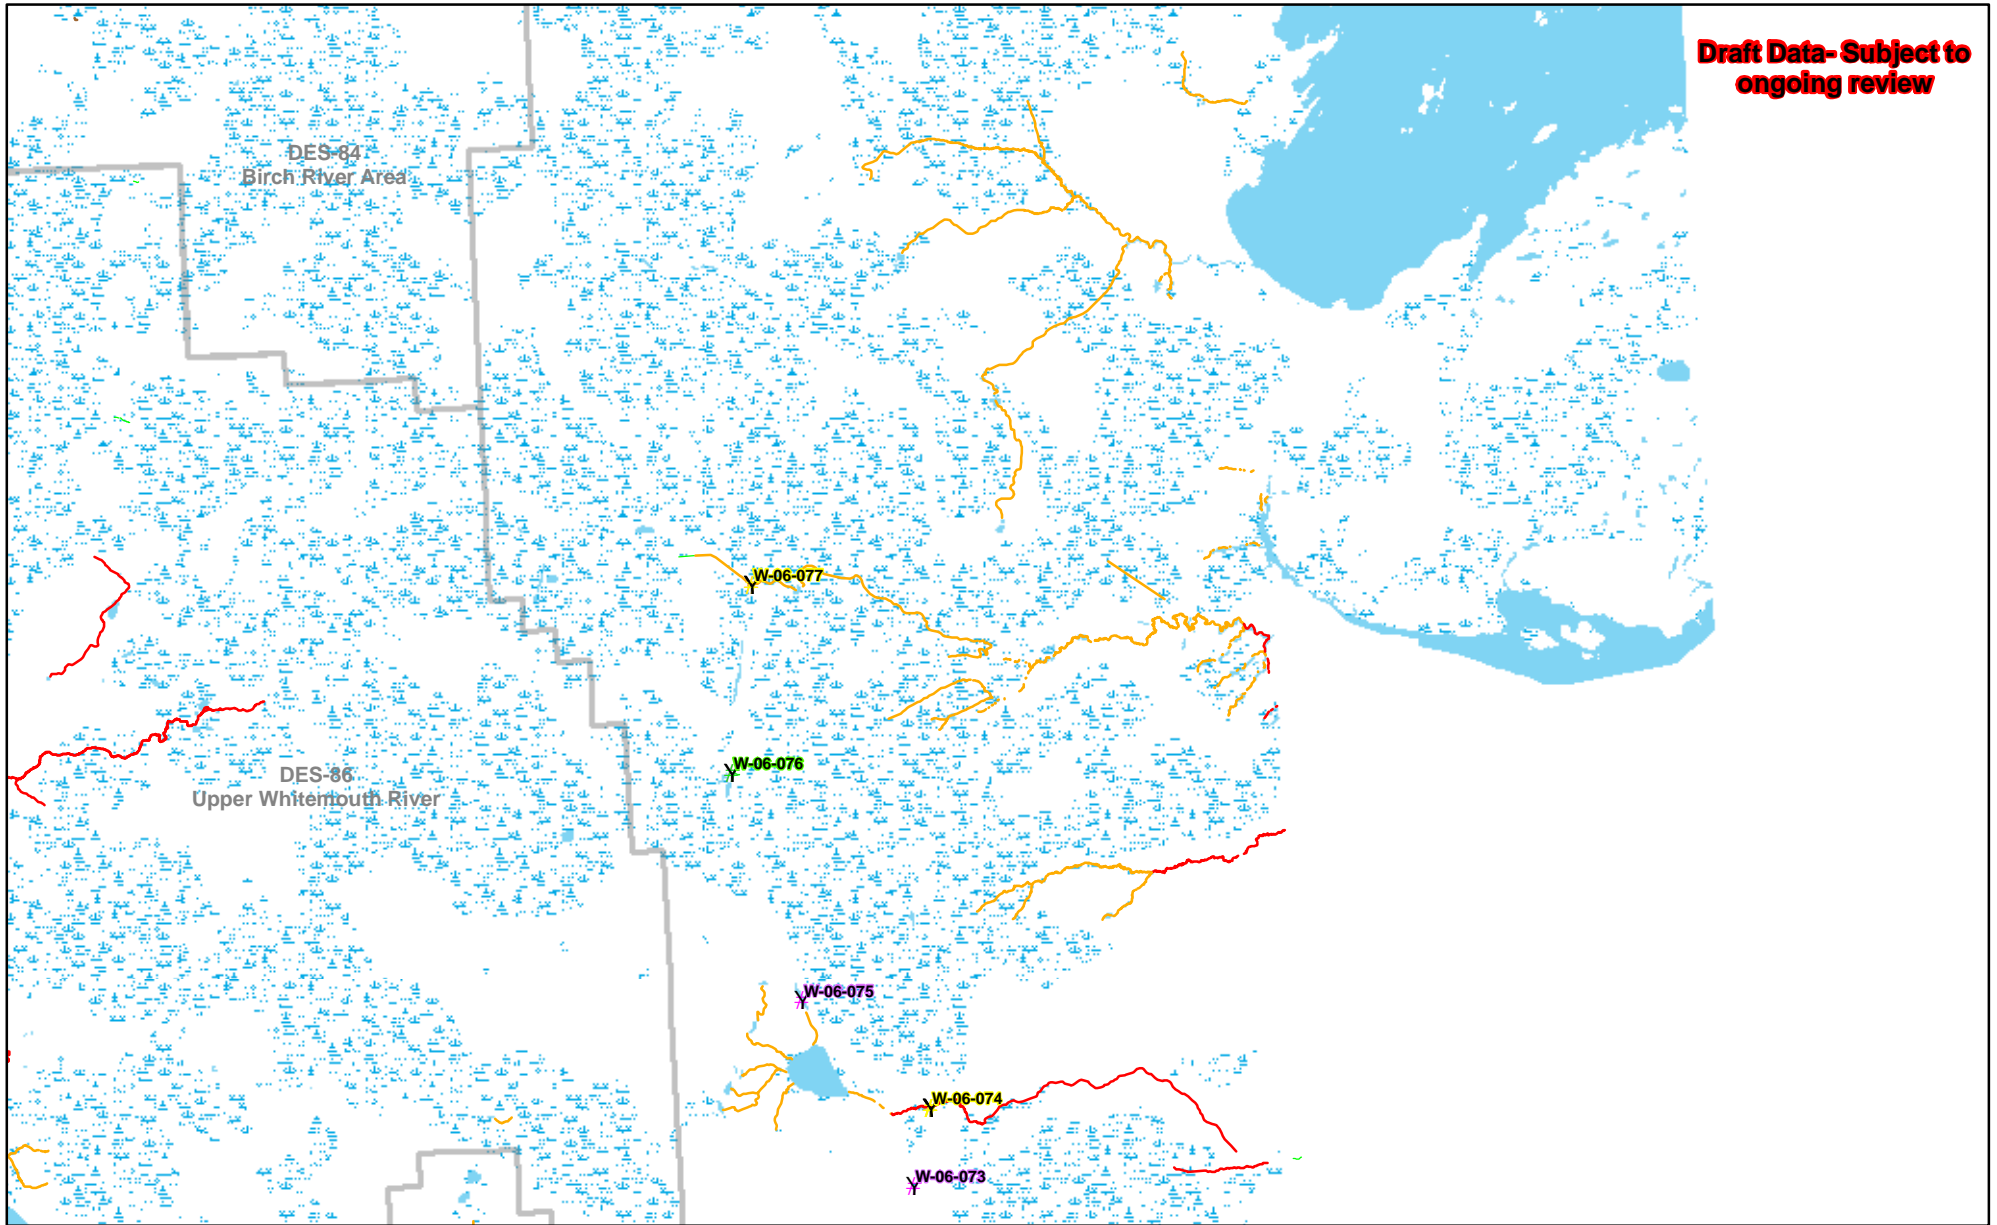 Draft Data- Subject to
ongoing review
DES-84
Birch River Area
W-06-077
W-06-076
DES-86
Upper Whitemouth River
W-06-075
W-06-074
W-06-073